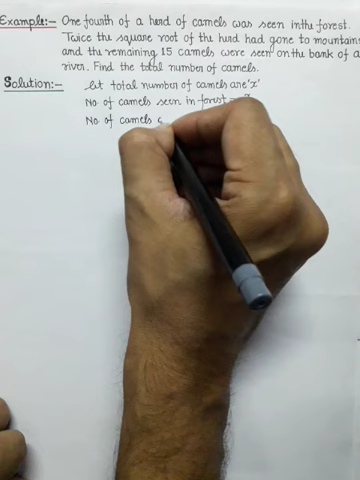 Example:- One fourth of a herd of camels was seen in the forest.
Twice the square root of the herd had gone to mountains
and the remaining 15 camels were seen on the bank of a
river. Find the total number of camels.
Solution:- let total number of camels are 'x'
No. of camels seen in forest = x
No. of camels